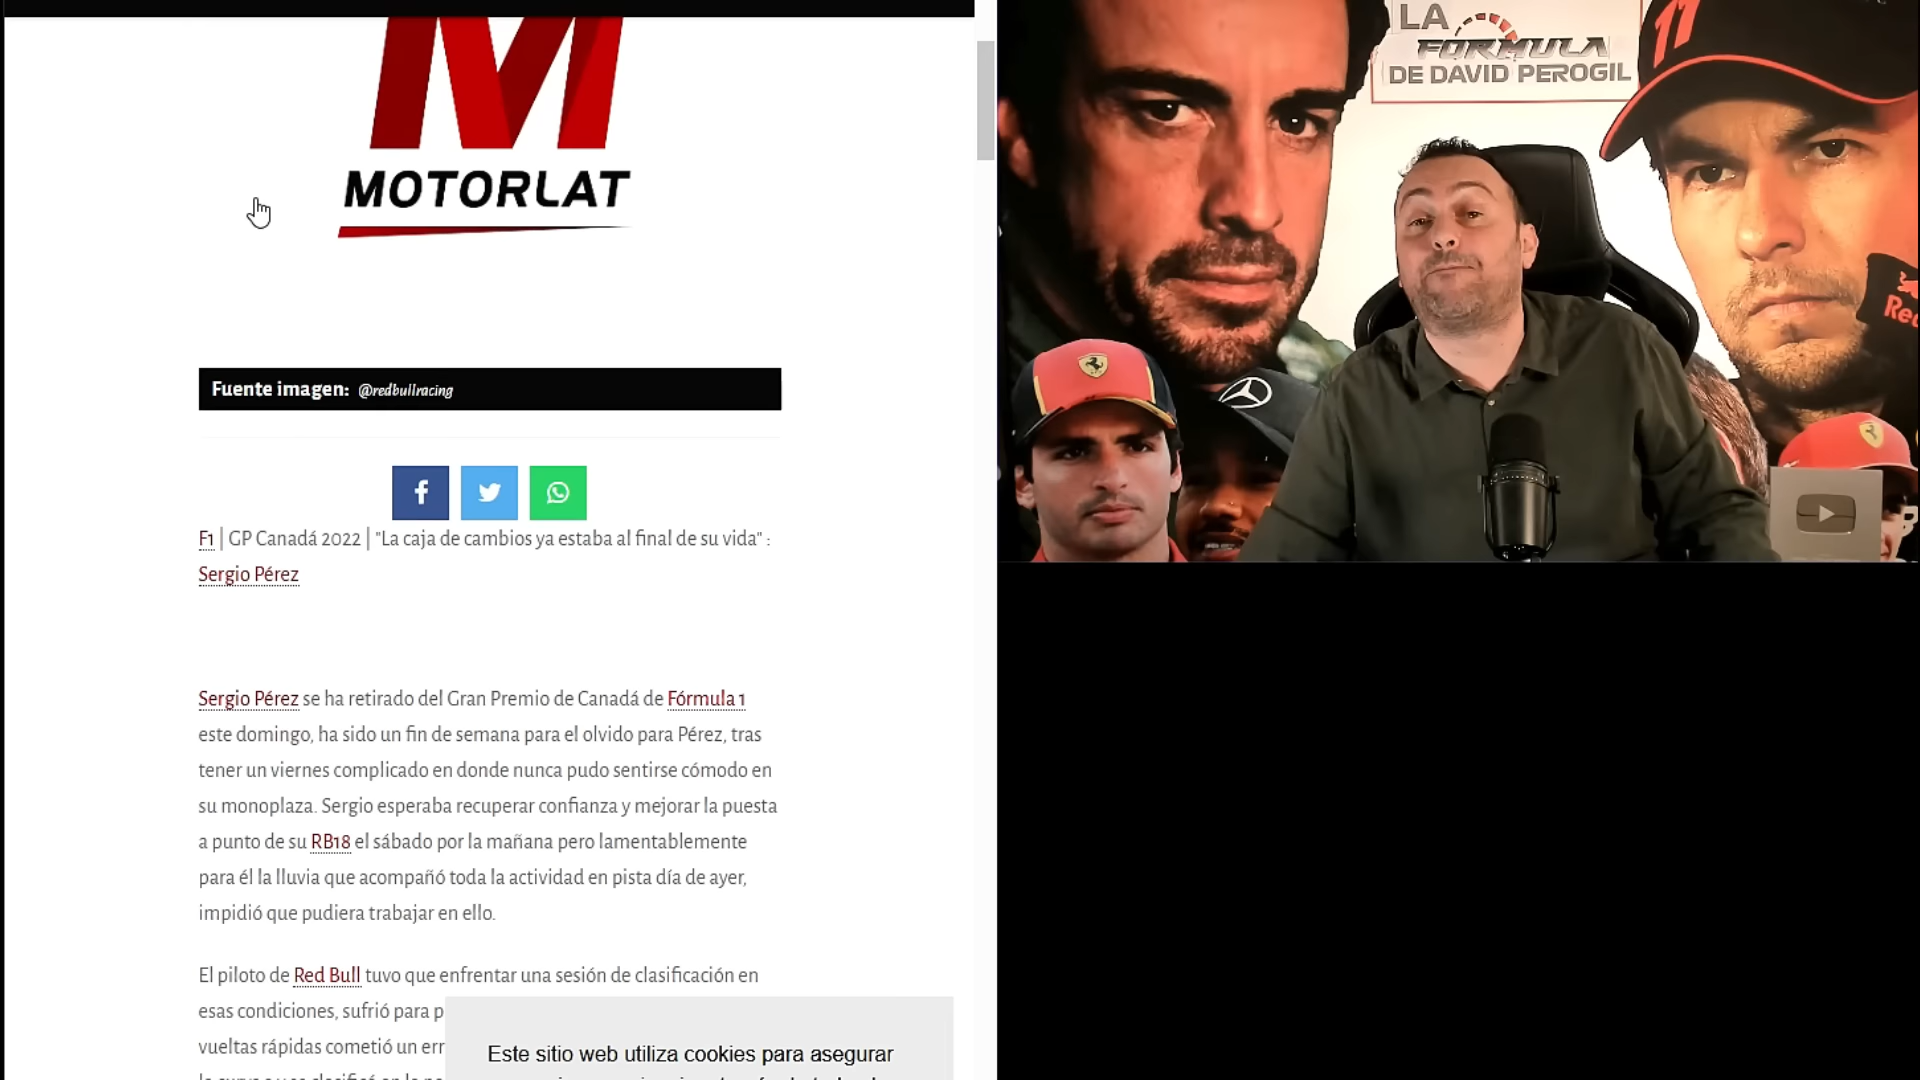 MOTORLAT
Fuente imagen: @redbullracing
F1 | GP Canadá 2022 | "La caja de cambios ya estaba al final de su vida" :
Sergio Pérez
Sergio Pérez se ha retirado del Gran Premio de Canadá de Fórmula 1
este domingo, ha sido un fin de semana para el olvido para Pérez, tras
tener un viernes complicado en donde nunca pudo sentirse cómodo en
su monoplaza. Sergio esperaba recuperar confianza y mejorar la puesta
a punto de su RB18 el sábado por la mañana pero lamentablemente
para él la lluvia que acompañó toda la actividad en pista día de ayer,
impidió que pudiera trabajar en ello.
El piloto de Red Bull tuvo que enfrentar una sesión de clasificación en
esas condiciones, sufrió para p
vueltas rápidas cometió un err
Este sitio web utiliza cookies para asegurar
LA
FORMULA
DE DAVID PEROGIL
11
Red